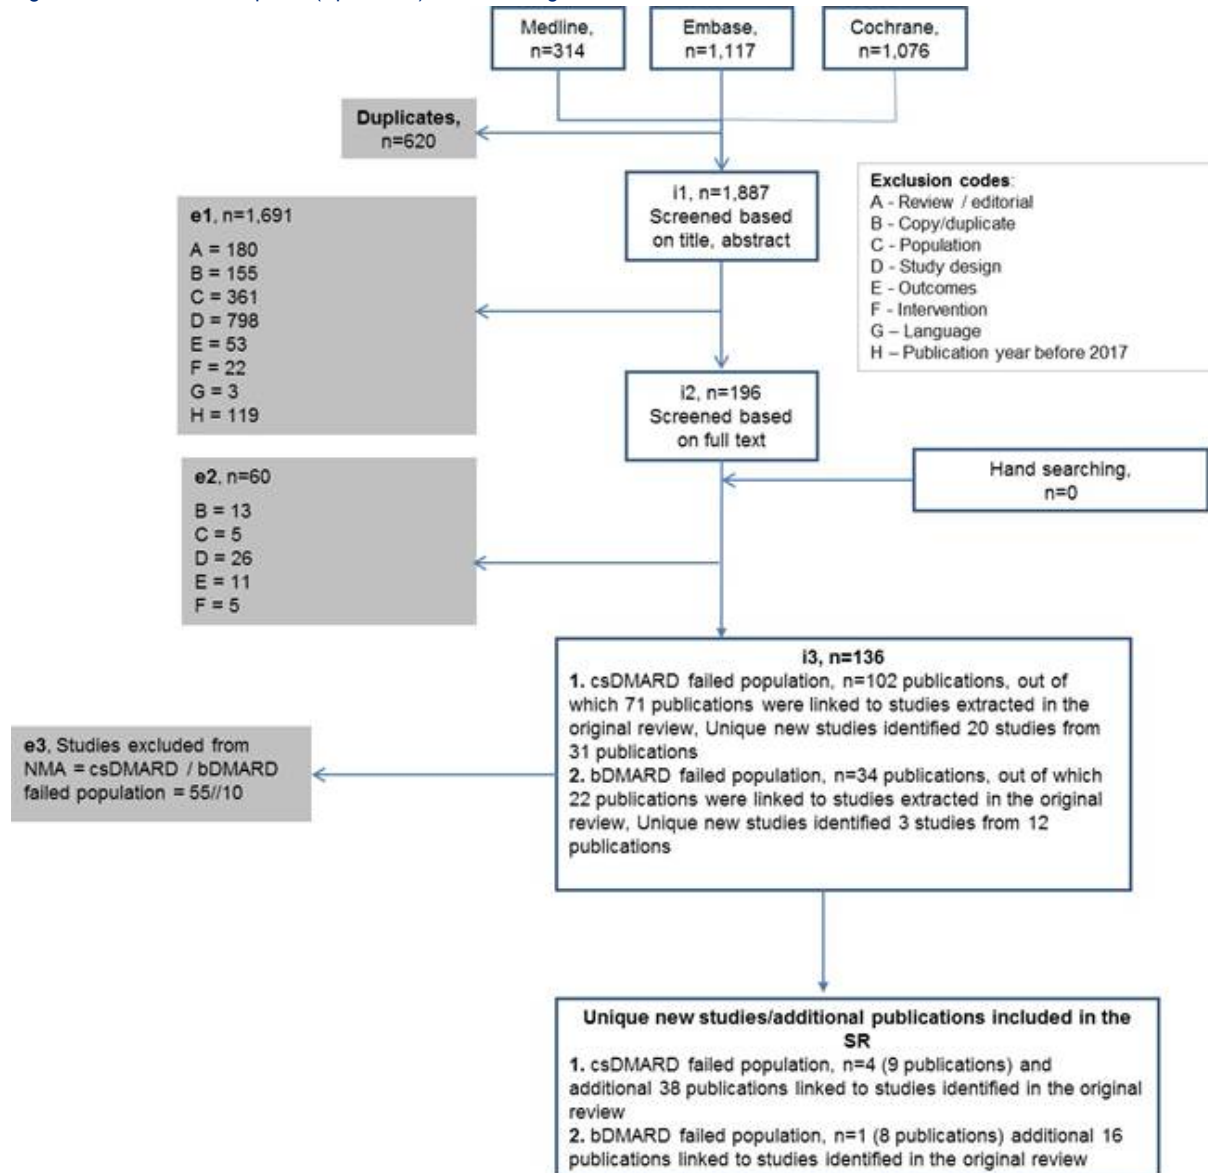 Medline,
n=314
Embase,
n=1,117
Cochrane,
n=1,076
Duplicates,
n=620
i1, n=1,887
Screened based
on title, abstract
Exclusion codes:
A - Review / editorial
B - Copy/duplicate
C - Population
D - Study design
E - Outcomes
F - Intervention
G – Language
H – Publication year before 2017
e1, n=1,691
A = 180
B = 155
C = 361
D = 798
E = 53
F = 22
G = 3
H = 119
i2, n=196
Screened based
on full text
Hand searching,
n=0
e2, n=60
B = 13
C = 5
D = 26
E = 11
F = 5
i3, n=136
1. csDMARD failed population, n=102 publications, out of
which 71 publications were linked to studies extracted in the
original review, Unique new studies identified 20 studies from
31 publications
2. bDMARD failed population, n=34 publications, out of which
22 publications were linked to studies extracted in the original
review, Unique new studies identified 3 studies from 12
publications
e3, Studies excluded from
NMA = csDMARD / bDMARD
failed population = 55//10
Unique new studies/additional publications included in the
SR
1. csDMARD failed population, n=4 (9 publications) and
additional 38 publications linked to studies identified in the original
review
2. bDMARD failed population, n=1 (8 publications) additional 16
publications linked to studies identified in the original review